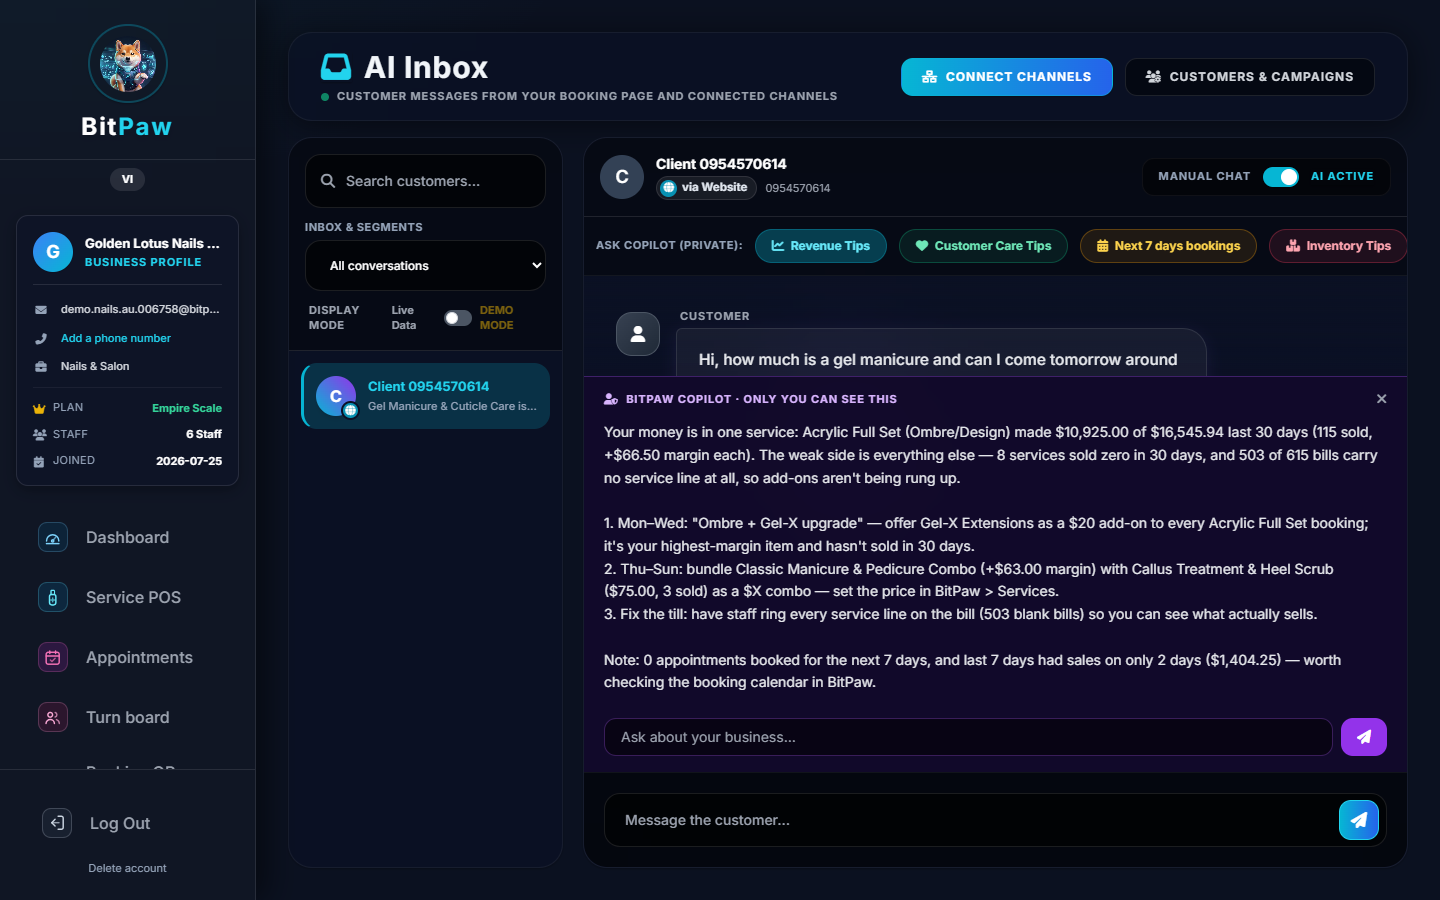 BitPaw
VI
G
Golden Lotus Nails ...
BUSINESS PROFILE
demo.nails.au.006758@bitp...
Add a phone number
Nails & Salon
PLAN
Empire Scale
STAFF
6 Staff
JOINED
2026-07-25
Dashboard
Service POS
Appointments
Turn board
Log Out
Delete account
AI Inbox
CUSTOMER MESSAGES FROM YOUR BOOKING PAGE AND CONNECTED CHANNELS
CONNECT CHANNELS
CUSTOMERS & CAMPAIGNS
Search customers...
INBOX & SEGMENTS
All conversations
DISPLAY MODE
Live Data
DEMO MODE
C
Client 0954570614
Gel Manicure & Cuticle Care is...
C
Client 0954570614
via Website
0954570614
MANUAL CHAT
AI ACTIVE
ASK COPILOT (PRIVATE):
Revenue Tips
Customer Care Tips
Next 7 days bookings
Inventory Tips
CUSTOMER
Hi, how much is a gel manicure and can I come tomorrow around
BITPAW COPILOT · ONLY YOU CAN SEE THIS
Your money is in one service: Acrylic Full Set (Ombre/Design) made $10,925.00 of $16,545.94 last 30 days (115 sold,
+$66.50 margin each). The weak side is everything else — 8 services sold zero in 30 days, and 503 of 615 bills carry
no service line at all, so add-ons aren't being rung up.
1. Mon–Wed: "Ombre + Gel-X upgrade" — offer Gel-X Extensions as a $20 add-on to every Acrylic Full Set booking;
it's your highest-margin item and hasn't sold in 30 days.
2. Thu–Sun: bundle Classic Manicure & Pedicure Combo (+$63.00 margin) with Callus Treatment & Heel Scrub
($75.00, 3 sold) as a $X combo — set the price in BitPaw > Services.
3. Fix the till: have staff ring every service line on the bill (503 blank bills) so you can see what actually sells.
Note: 0 appointments booked for the next 7 days, and last 7 days had sales on only 2 days ($1,404.25) — worth
checking the booking calendar in BitPaw.
Ask about your business...
Message the customer...